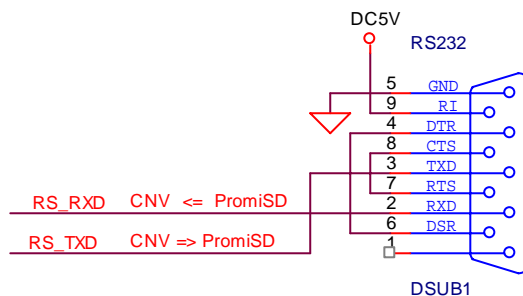 DC5V
RS232
5 GND
9 RI
4 DTR
8 CTS
3 TXD
7 RTS
RS_RXD CNV <= PromiSD 2 RXD
6 DSR
RS_TXD CNV => PromiSD 1
DSUB1